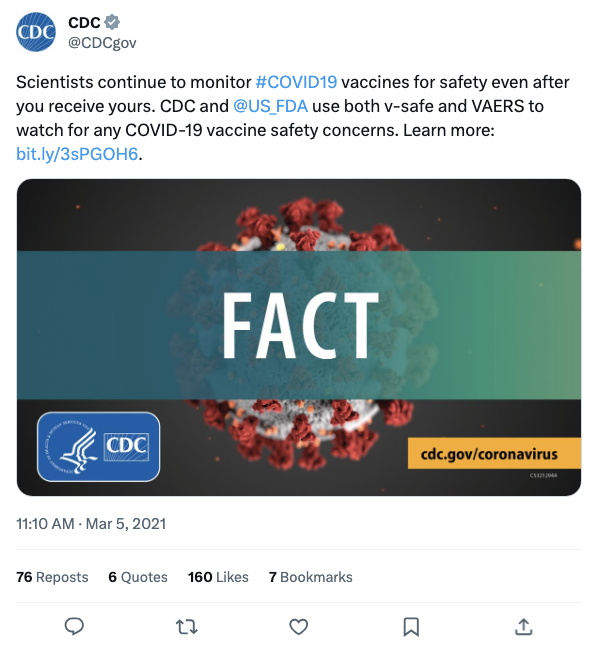 CDC
@CDCgov
Scientists continue to monitor #COVID19 vaccines for safety even after
you receive yours. CDC and @US_FDA use both v-safe and VAERS to
watch for any COVID-19 vaccine safety concerns. Learn more:
bit.ly/3sPGOH6.
FACT
CDC
cdc.gov/coronavirus
CS321294A
11:10 AM · Mar 5, 2021
76 Reposts 6 Quotes 160 Likes 7 Bookmarks